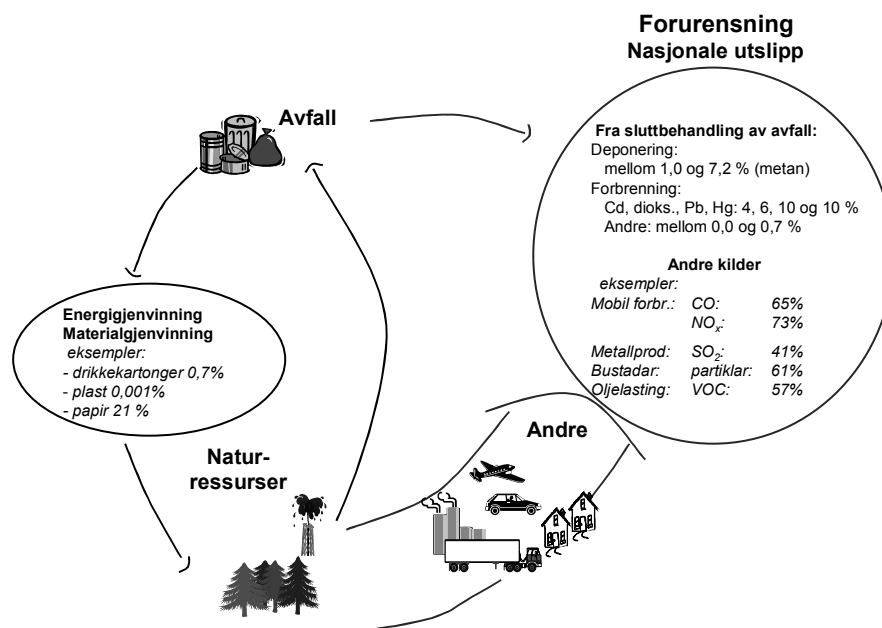 Forurensning
Nasjonale utslipp
Avfall
Fra sluttbehandling av avfall:
Deponering:
mellom 1,0 og 7,2 % (metan)
Forbrenning:
Cd, dioks., Pb, Hg: 4, 6, 10 og 10 %
Andre: mellom 0,0 og 0,7 %
Andre kilder
eksempler:
Mobil forbr.: CO: 65%
NOx: 73%
Metallprod: SO2: 41%
Bustadar: partiklar: 61%
Oljelasting: VOC: 57%
Energigjenvinning
Materialgjenvinning
eksempler:
- drikkekartonger 0,7%
- plast 0,001%
- papir 21 %
Andre
Natur-
ressurser